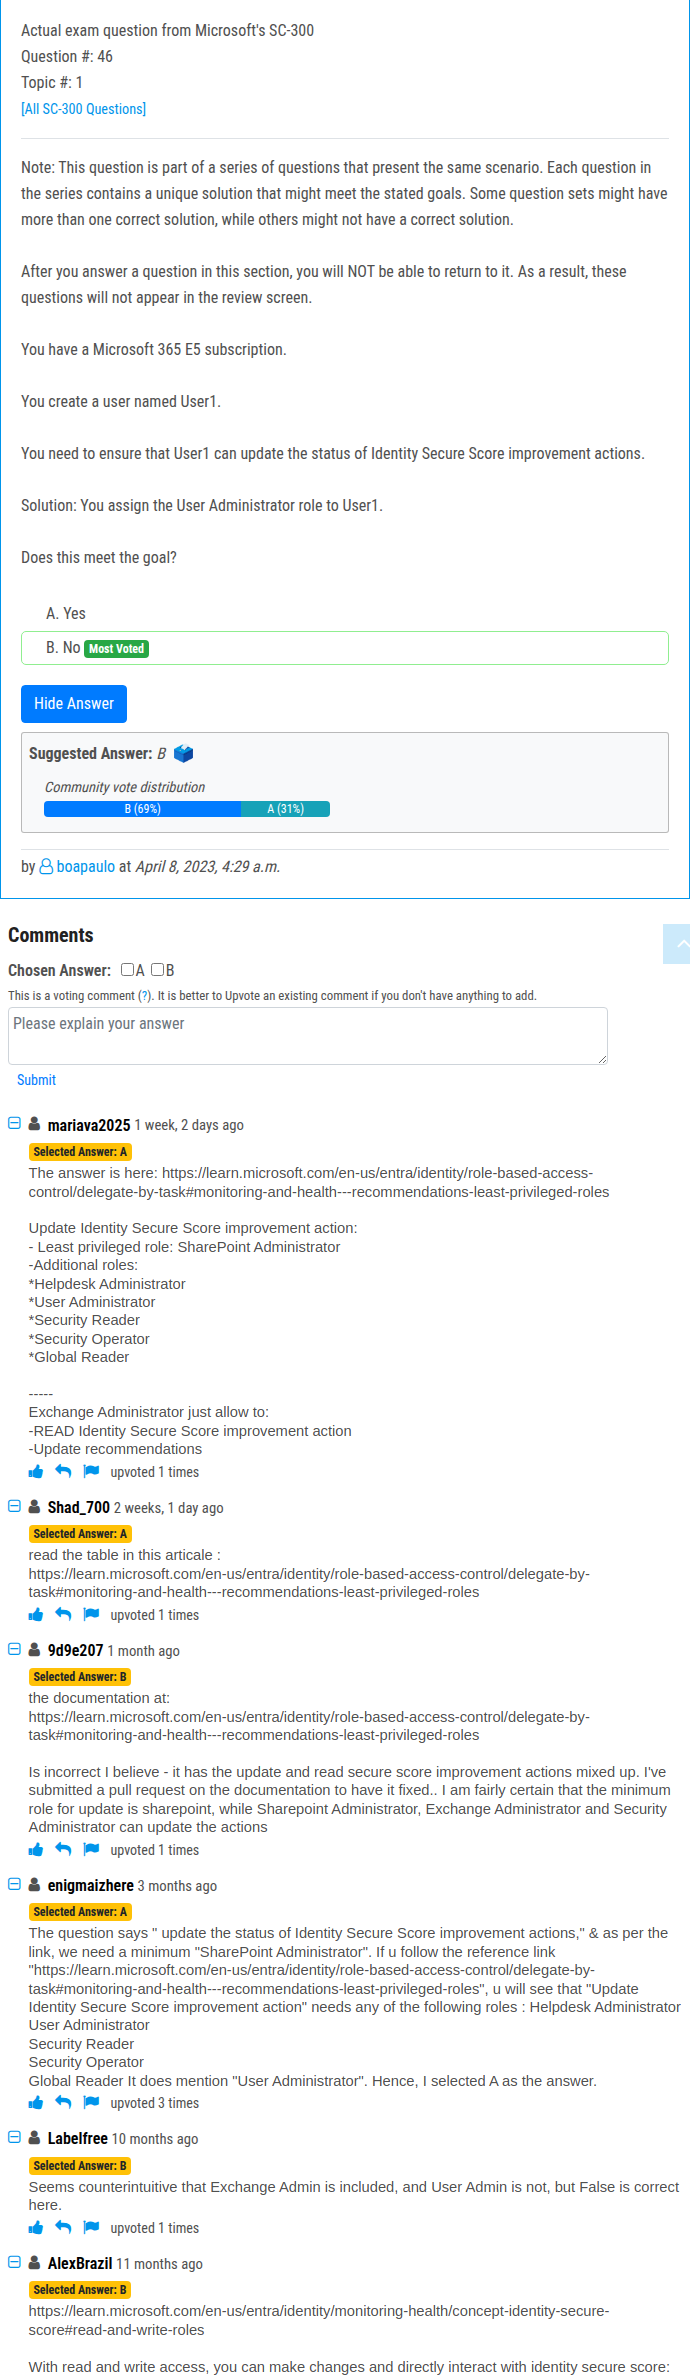 Actual exam question from Microsoft's SC-300
Question #: 46
Topic #: 1
[All SC-300 Questions]
Note: This question is part of a series of questions that present the same scenario. Each question in
the series contains a unique solution that might meet the stated goals. Some question sets might have
more than one correct solution, while others might not have a correct solution.
After you answer a question in this section, you will NOT be able to return to it. As a result, these
questions will not appear in the review screen.
You have a Microsoft 365 E5 subscription.
You create a user named User1.
You need to ensure that User1 can update the status of Identity Secure Score improvement actions.
Solution: You assign the User Administrator role to User1.
Does this meet the goal?
A. Yes
B. No Most Voted
Hide Answer
Suggested Answer: B
Community vote distribution
B (69%) A (31%)
by boapaulo at April 8, 2023, 4:29 a.m.
Comments
Chosen Answer: A B
This is a voting comment (?). It is better to Upvote an existing comment if you don't have anything to add.
Please explain your answer
Submit
mariava2025 1 week, 2 days ago
Selected Answer: A
The answer is here: https://learn.microsoft.com/en-us/entra/identity/role-based-access-
control/delegate-by-task#monitoring-and-health---recommendations-least-privileged-roles
Update Identity Secure Score improvement action:
- Least privileged role: SharePoint Administrator
-Additional roles:
*Helpdesk Administrator
*User Administrator
*Security Reader
*Security Operator
*Global Reader
-----
Exchange Administrator just allow to:
-READ Identity Secure Score improvement action
-Update recommendations
upvoted 1 times
Shad_700 2 weeks, 1 day ago
Selected Answer: A
read the table in this articale :
https://learn.microsoft.com/en-us/entra/identity/role-based-access-control/delegate-by-
task#monitoring-and-health---recommendations-least-privileged-roles
upvoted 1 times
9d9e207 1 month ago
Selected Answer: B
the documentation at:
https://learn.microsoft.com/en-us/entra/identity/role-based-access-control/delegate-by-
task#monitoring-and-health---recommendations-least-privileged-roles
Is incorrect I believe - it has the update and read secure score improvement actions mixed up. I've
submitted a pull request on the documentation to have it fixed.. I am fairly certain that the minimum
role for update is sharepoint, while Sharepoint Administrator, Exchange Administrator and Security
Administrator can update the actions
upvoted 1 times
enigmaizhere 3 months ago
Selected Answer: A
The question says " update the status of Identity Secure Score improvement actions," & as per the
link, we need a minimum "SharePoint Administrator". If u follow the reference link
"https://learn.microsoft.com/en-us/entra/identity/role-based-access-control/delegate-by-
task#monitoring-and-health---recommendations-least-privileged-roles", u will see that "Update
Identity Secure Score improvement action" needs any of the following roles : Helpdesk Administrator
User Administrator
Security Reader
Security Operator
Global Reader It does mention "User Administrator". Hence, I selected A as the answer.
upvoted 3 times
Labelfree 10 months ago
Selected Answer: B
Seems counterintuitive that Exchange Admin is included, and User Admin is not, but False is correct
here.
upvoted 1 times
AlexBrazil 11 months ago
Selected Answer: B
https://learn.microsoft.com/en-us/entra/identity/monitoring-health/concept-identity-secure-
score#read-and-write-roles
With read and write access, you can make changes and directly interact with identity secure score: